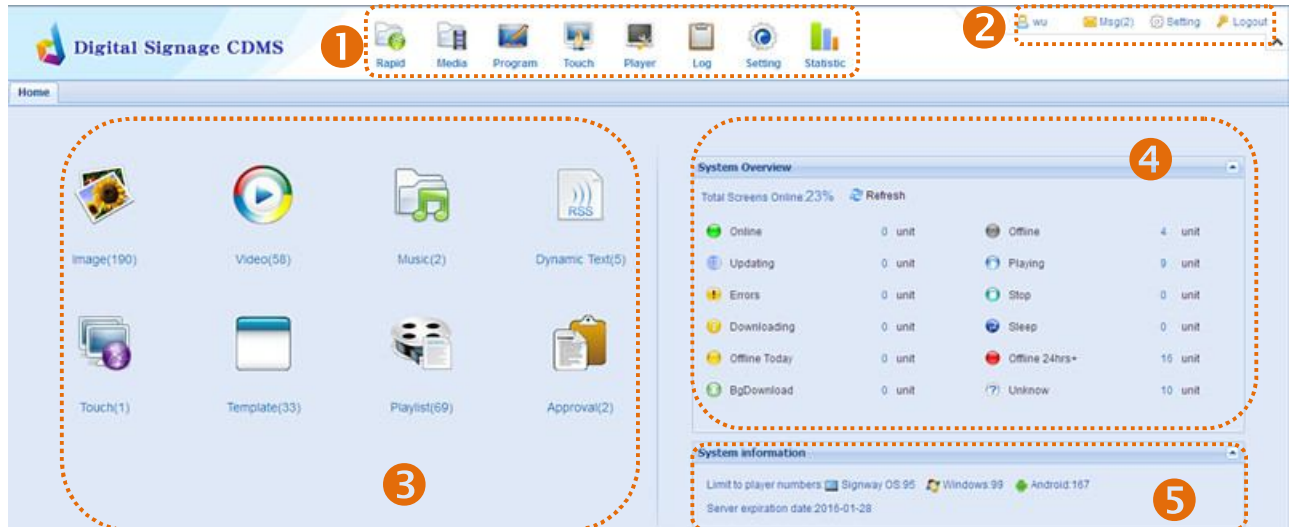 wu Msg(2) Setting Logout
Digital Signage CDMS
1
2
Rapid Media Program Touch Player Log Setting Statistic
Home
4
System Overview
Total Screens Online:23% Refresh
RSS
Online 0 unit Offline 4 unit
Image(190) Video(58) Music(2) Dynamic Text(5)
Updating 0 unit Playing 9 unit
Errors 0 unit Stop 0 unit
Downloading 0 unit Sleep 0 unit
Offline Today 0 unit Offline 24hrs+ 16 unit
BgDownload 0 unit Unknow 10 unit
Touch(1) Template(33) Playlist(69) Approval(2)
System information
3
Limit to player numbers: Signway OS:95 Windows:99 Android:167
5
Server expiration date:2016-01-28